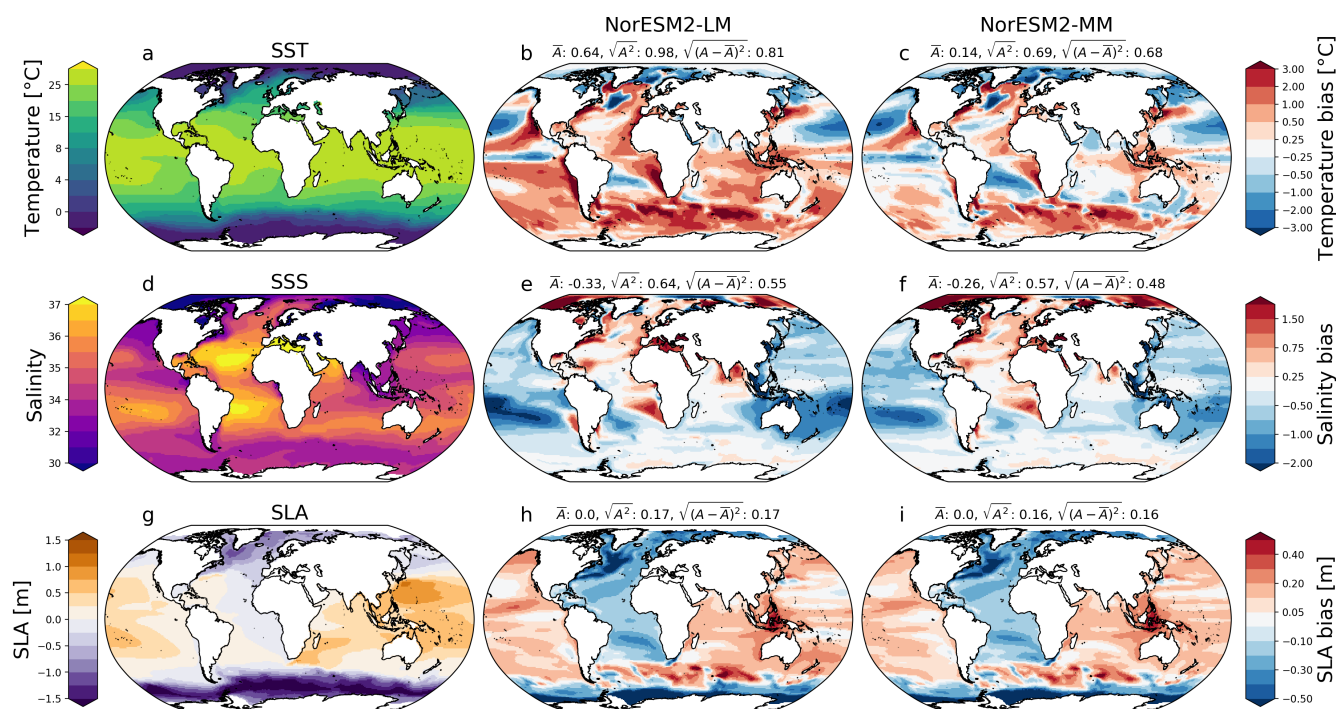 NorESM2-LM
NorESM2-MM
a
SST
b
A̅: 0.64, √A²: 0.98, √(A−A̅)²: 0.81
c
A̅: 0.14, √A²: 0.69, √(A−A̅)²: 0.68
Temperature [°C]
25
15
8
4
0
3.00
2.00
1.00
0.50
0.25
−0.25
−0.50
−1.00
−2.00
−3.00
Temperature bias [°C]
d
SSS
e
A̅: -0.33, √A²: 0.64, √(A−A̅)²: 0.55
f
A̅: -0.26, √A²: 0.57, √(A−A̅)²: 0.48
Salinity
37
36
35
34
33
32
30
1.50
0.75
0.25
−0.50
−1.00
−2.00
Salinity bias
g
SLA
h
A̅: 0.0, √A²: 0.17, √(A−A̅)²: 0.17
i
A̅: 0.0, √A²: 0.16, √(A−A̅)²: 0.16
SLA [m]
1.5
1.0
0.5
0.0
−0.5
−1.0
−1.5
0.40
0.20
0.05
−0.10
−0.30
−0.50
SLA bias [m]